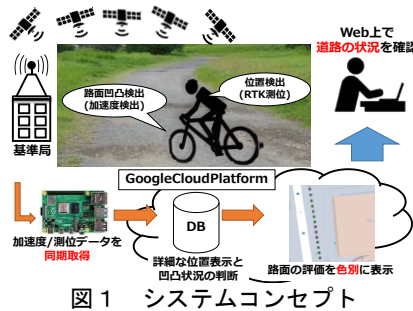 Web上で
道路の状況を確認
路面凹凸検出
(加速度検出)
位置検出
(RTK測位)
基準局
GoogleCloudPlatform
DB
加速度/測位データを
同期取得
詳細な位置表示と
凹凸状況の判断
路面の評価を色別に表示
図1 システムコンセプト